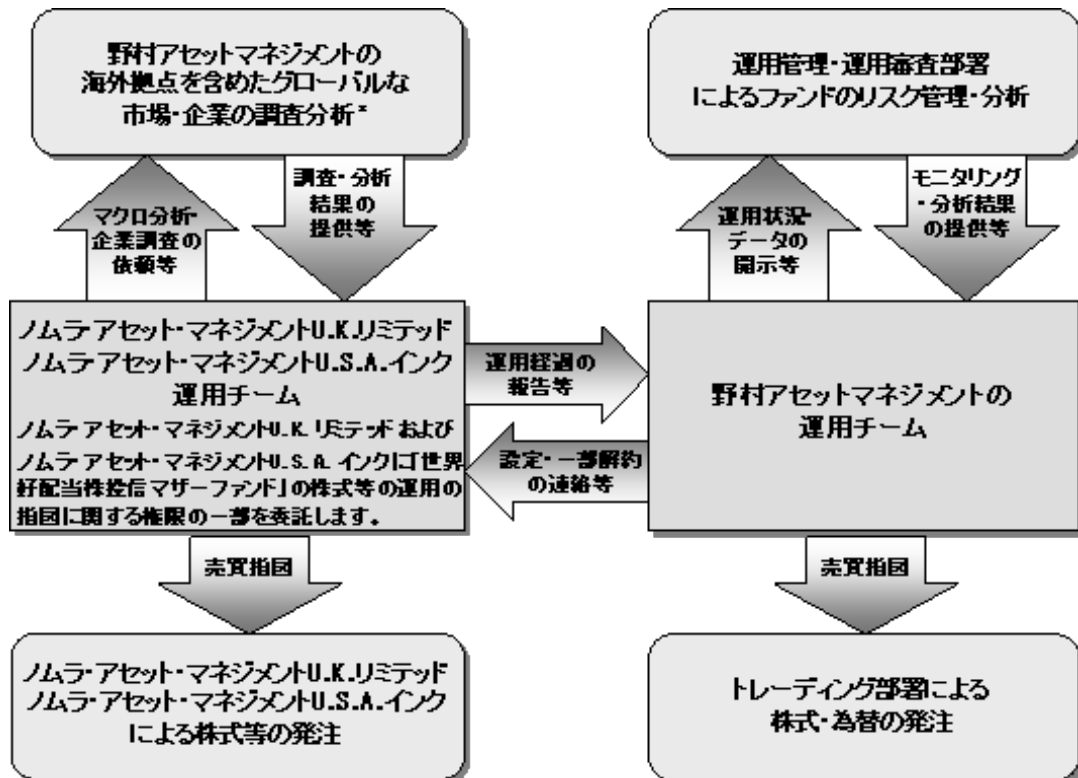 野村アセットマネジメントの
海外拠点を含めたグローバルな
市場・企業の調査分析*
運用管理・運用審査部署
によるファンドのリスク管理・分析
マクロ分析・
企業調査の
依頼等
調査・分析
結果の
提供等
運用状況・
データの
開示等
モニタリング
・分析結果
の提供等
ノムラ・アセット・マネジメントU.K.リミテッド
ノムラ・アセット・マネジメントU.S.A.インク
運用チーム
ノムラ・アセット・マネジメントU.K.リミテッドおよび
ノムラ・アセット・マネジメントU.S.A.インクに「世界
好配当株投信マザーファンド」の株式等の運用の
指図に関する権限の一部を委託します。
運用経過の
報告等
設定・一部解約
の連絡等
野村アセットマネジメントの
運用チーム
売買指図
売買指図
ノムラ・アセット・マネジメントU.K.リミテッド
ノムラ・アセット・マネジメントU.S.A.インク
による株式等の発注
トレーディング部署による
株式・為替の発注